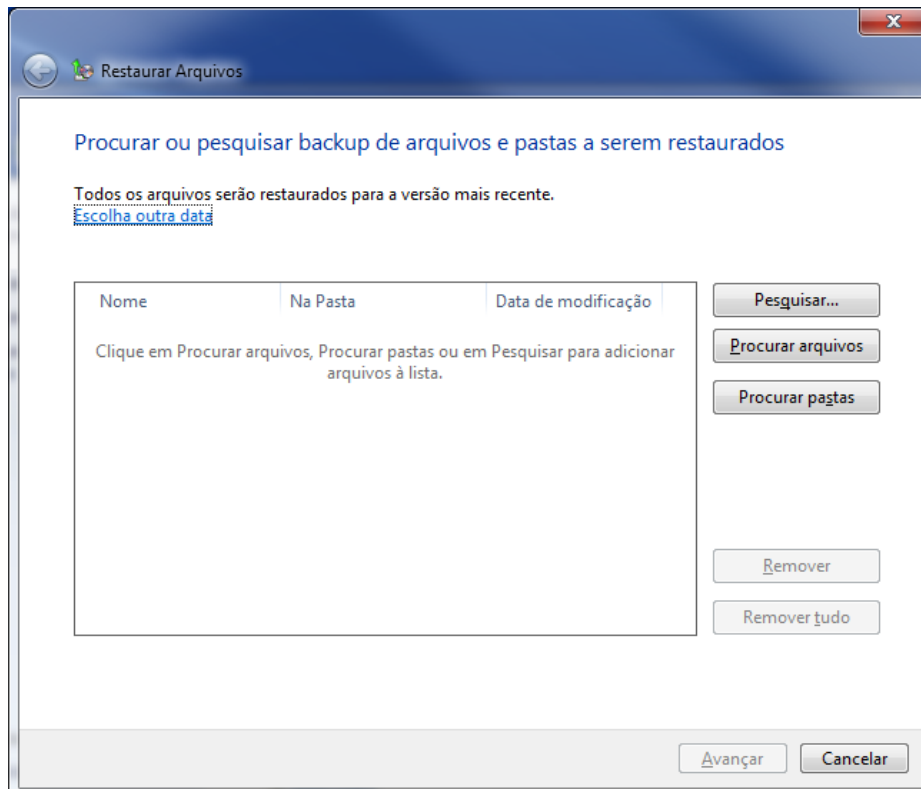 Restaurar Arquivos
Procurar ou pesquisar backup de arquivos e pastas a serem restaurados
Todos os arquivos serão restaurados para a versão mais recente.
Escolha outra data
Nome Na Pasta Data de modificação
Clique em Procurar arquivos, Procurar pastas ou em Pesquisar para adicionar
arquivos à lista.
Pesquisar...
Procurar arquivos
Procurar pastas
Remover
Remover tudo
Avançar Cancelar